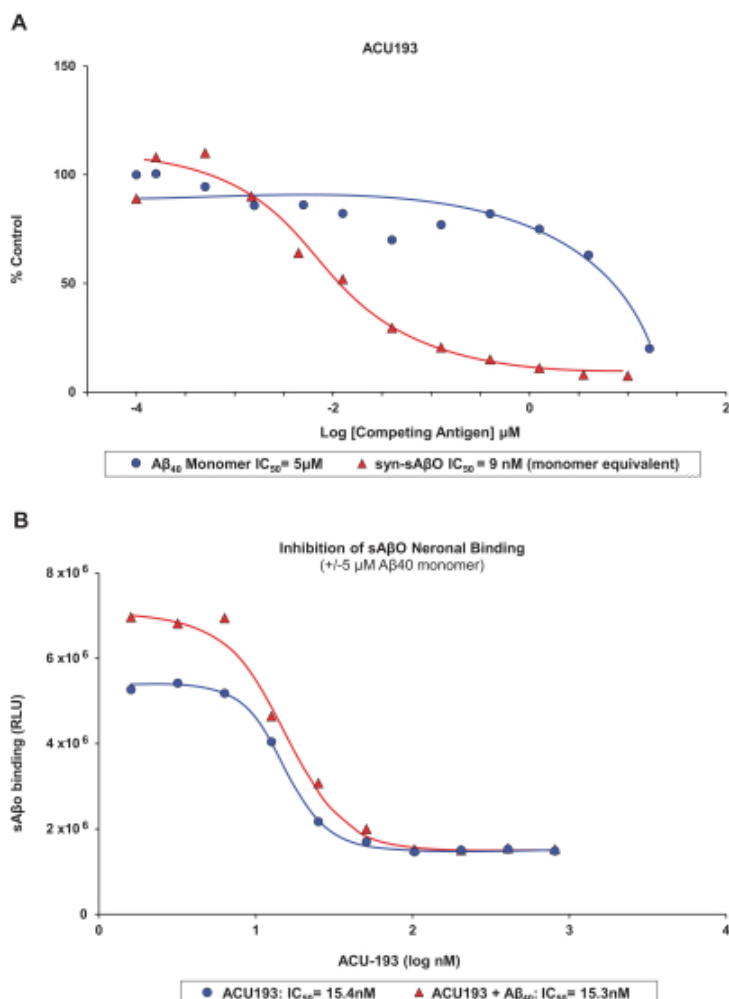 A
ACU193
150
100
50
0
% Control
-4
-2
0
2
Log [Competing Antigen] µM
Aβ₄₀ Monomer IC₅₀= 5µM
syn-sAβO IC₅₀ = 9 nM (monomer equivalent)
B
Inhibition of sAβO Neronal Binding
(+/-5 µM Aβ40 monomer)
8 x10⁶
6 x10⁶
4 x10⁶
2 x10⁶
0
sAβo binding (RLU)
0
1
2
3
4
ACU-193 (log nM)
ACU193: IC₅₀= 15.4nM
ACU193 + Aβ₄₀: IC₅₀= 15.3nM